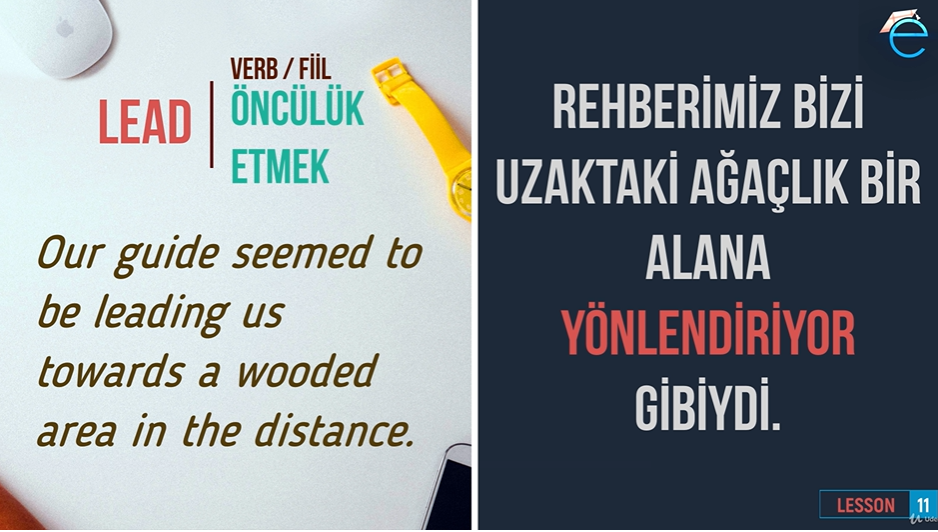 LEAD
VERB / FİİL
ÖNCÜLÜK
ETMEK
Our guide seemed to
be leading us
towards a wooded
area in the distance.
REHBERİMİZ BİZİ
UZAKTAKİ AĞAÇLIK BİR
ALANA
YÖNLENDİRİYOR
GİBİYDİ.
LESSON 11